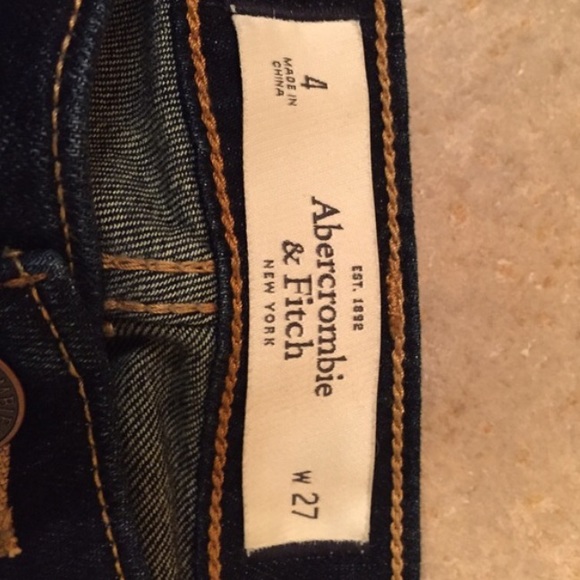 4
MADE IN
CHINA
EST. 1892
Abercrombie
& Fitch
NEW YORK
W 27